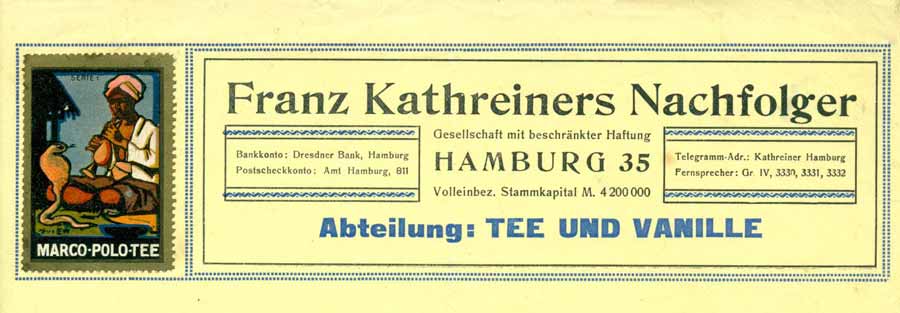 SERIE:
MARCO-POLO-TEE
Franz Kathreiners Nachfolger
Gesellschaft mit beschränkter Haftung
Bankkonto: Dresdner Bank, Hamburg
Postscheckkonto: Amt Hamburg, 811
HAMBURG 35
Telegramm-Adr.: Kathreiner Hamburg
Fernsprecher: Gr. IV, 3330, 3331, 3332
Volleinbez. Stammkapital M. 4 200 000
Abteilung: TEE UND VANILLE